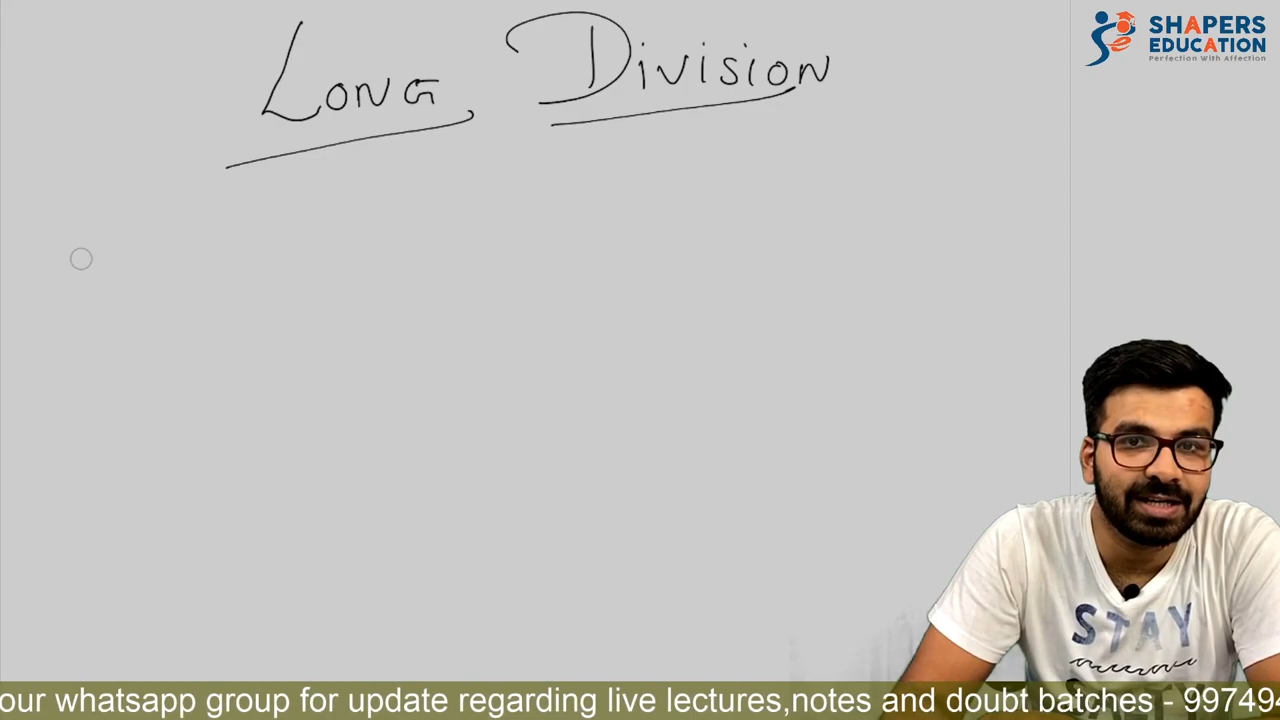 LONG DIVISION
SHAPERS
EDUCATION
Perfection With Affection
STAY
our whatsapp group for update regarding live lectures,notes and doubt batches - 99749